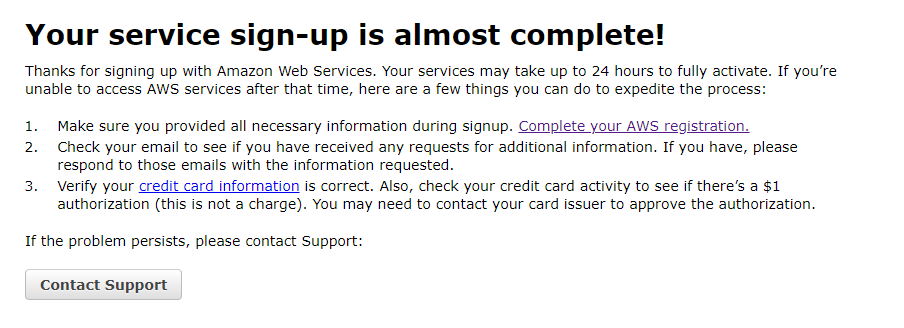 Your service sign-up is almost complete!
Thanks for signing up with Amazon Web Services. Your services may take up to 24 hours to fully activate. If you’re
unable to access AWS services after that time, here are a few things you can do to expedite the process:
1. Make sure you provided all necessary information during signup. Complete your AWS registration.
2. Check your email to see if you have received any requests for additional information. If you have, please
respond to those emails with the information requested.
3. Verify your credit card information is correct. Also, check your credit card activity to see if there’s a $1
authorization (this is not a charge). You may need to contact your card issuer to approve the authorization.
If the problem persists, please contact Support:
Contact Support